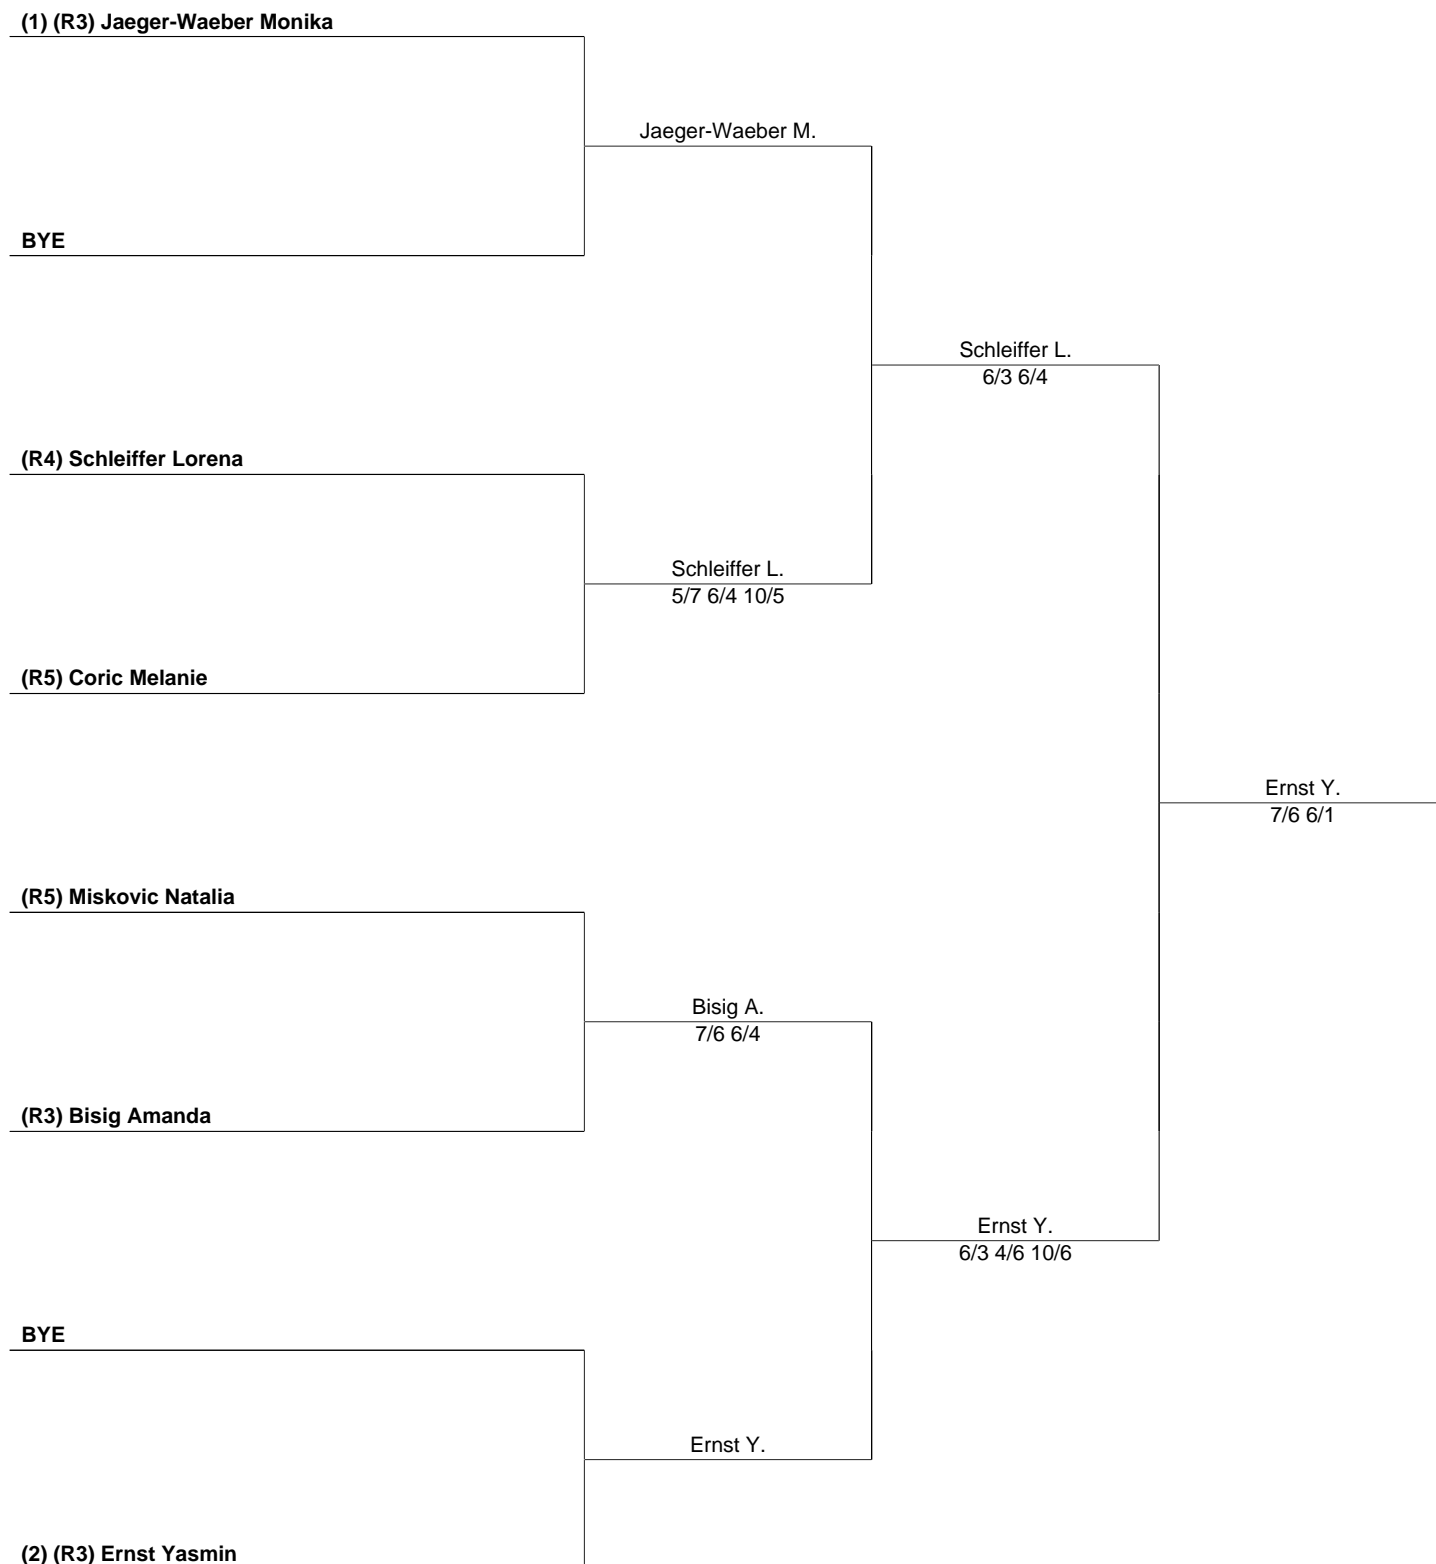 (1) (R3) Jaeger-Waeber Monika
Jaeger-Waeber M.
BYE
Schleiffer L.
6/3 6/4
(R4) Schleiffer Lorena
Schleiffer L.
5/7 6/4 10/5
(R5) Coric Melanie
Ernst Y.
7/6 6/1
(R5) Miskovic Natalia
Bisig A.
7/6 6/4
(R3) Bisig Amanda
Ernst Y.
6/3 4/6 10/6
BYE
Ernst Y.
(2) (R3) Ernst Yasmin